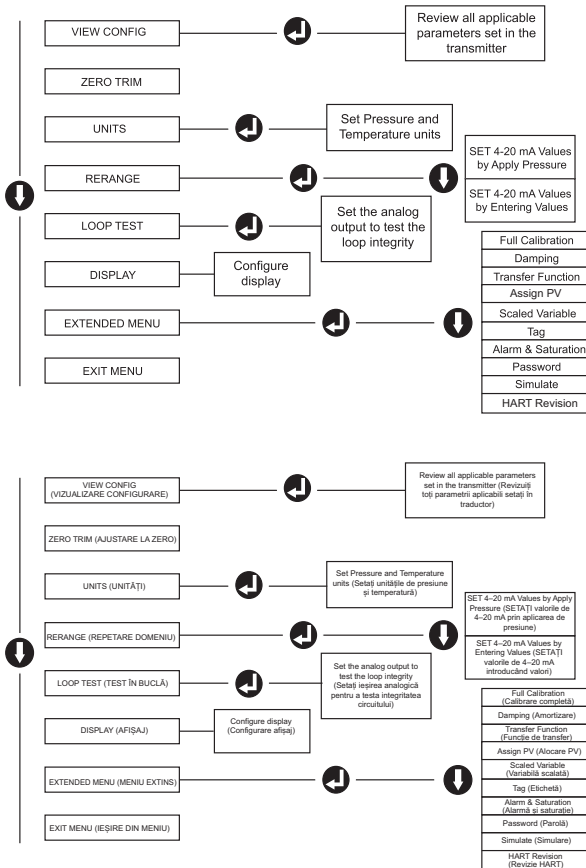 VIEW CONFIG
Review all applicable
parameters set in the
transmitter
ZERO TRIM
UNITS
Set Pressure and
Temperature units
RERANGE
SET 4-20 mA Values
by Apply Pressure
SET 4-20 mA Values
by Entering Values
LOOP TEST
Set the analog
output to test the
loop integrity
DISPLAY
Configure
display
EXTENDED MENU
Full Calibration
Damping
Transfer Function
Assign PV
Scaled Variable
Tag
Alarm & Saturation
Password
Simulate
HART Revision
EXIT MENU
VIEW CONFIG
(VIZUALIZARE CONFIGURARE)
Review all applicable parameters
set in the transmitter (Revizuiți
toți parametrii aplicabili setați în
traductor)
ZERO TRIM (AJUSTARE LA ZERO)
UNITS (UNITĂȚI)
Set Pressure and Temperature
units (Setați unitățile de presiune
și temperatură)
RERANGE (REPETARE DOMENIU)
SET 4–20 mA Values by Apply
Pressure (SETAȚI valorile de
4–20 mA prin aplicarea de
presiune)
SET 4–20 mA Values by
Entering Values (SETAȚI
valorile de 4–20 mA
introducând valori)
LOOP TEST (TEST ÎN BUCLĂ)
Set the analog output to
test the loop integrity
(Setați ieșirea analogică
pentru a testa integritatea
circuitului)
DISPLAY (AFIȘAJ)
Configure display
(Configurare afișaj)
EXTENDED MENU (MENIU EXTINS)
Full Calibration
(Calibrare completă)
Damping (Amortizare)
Transfer Function
(Funcție de transfer)
Assign PV (Alocare PV)
Scaled Variable
(Variabilă scalată)
Tag (Etichetă)
Alarm & Saturation
(Alarmă și saturație)
Password (Parolă)
Simulate (Simulare)
HART Revision
(Revizie HART)
EXIT MENU (IEȘIRE DIN MENIU)